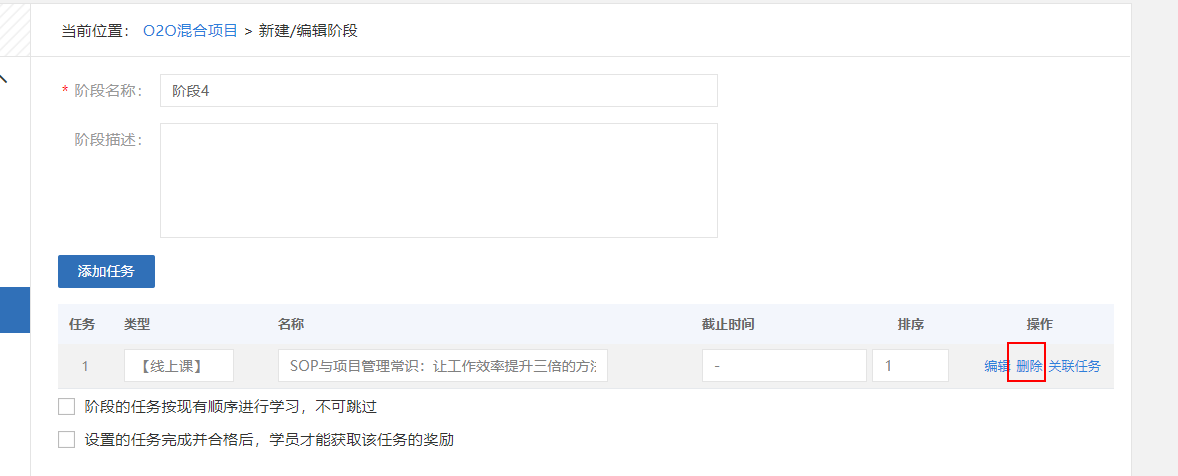 当前位置： O2O混合项目 > 新建/编辑阶段
* 阶段名称： 阶段4
阶段描述：
添加任务
任务 类型 名称 截止时间 排序 操作
1 【线上课】 SOP与项目管理常识：让工作效率提升三倍的方法 - 1 编辑 删除 关联任务
阶段的任务按现有顺序进行学习，不可跳过
设置的任务完成并合格后，学员才能获取该任务的奖励